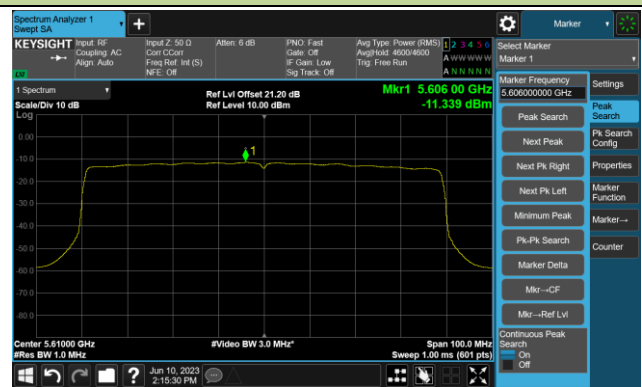 Spectrum Analyzer 1
Swept SA
+
Marker
KEYSIGHT
Input: RF
Coupling: AC
Align: Auto
Input Z: 50 Ω
Corr CCorr
Freq Ref: Int (S)
NFE: Off
Atten: 6 dB
PNO: Fast
Gate: Off
IF Gain: Low
Sig Track: Off
Avg Type: Power (RMS)
Avg|Hold: 4600/4600
Trig: Free Run
1 2 3 4 5 6
A W W W W W
A N N N N N
Select Marker
Marker 1
1 Spectrum
Scale/Div 10 dB
Log
Ref Lvl Offset 21.20 dB
Ref Level 10.00 dBm
Mkr1 5.606 00 GHz
-11.339 dBm
0.00
-10.0
-20.0
-30.0
-40.0
-50.0
-60.0
-70.0
-80.0
1
Center 5.61000 GHz
#Res BW 1.0 MHz
#Video BW 3.0 MHz*
Span 100.0 MHz
Sweep 1.00 ms (601 pts)
Marker Frequency
5.606000000 GHz
Peak Search
Next Peak
Next Pk Right
Next Pk Left
Minimum Peak
Pk-Pk Search
Marker Delta
Mkr→CF
Mkr→Ref Lvl
Continuous Peak
Search
On
Off
Settings
Peak
Search
Pk Search
Config
Properties
Marker
Function
Marker→
Counter
?
Jun 10, 2023
2:15:30 PM